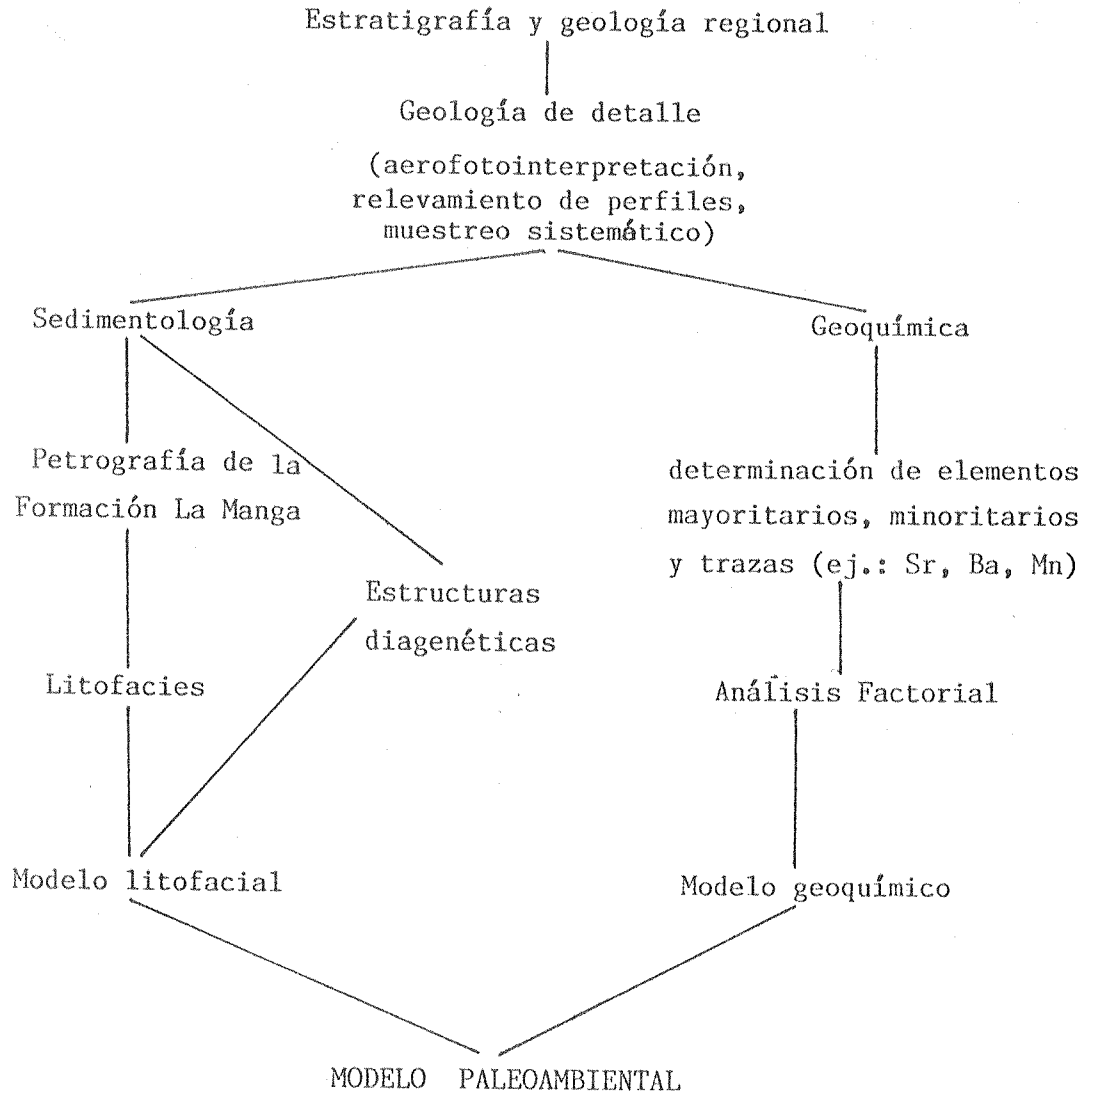 Estratigrafía y geología regional
Geología de detalle
(aerofotointerpretación,
relevamiento de perfiles,
muestreo sistemático)
Sedimentología
Geoquímica
Petrografía de la
Formación La Manga
determinación de elementos
mayoritarios, minoritarios
y trazas (ej.: Sr, Ba, Mn)
Estructuras
diagenéticas
Litofacies
Análisis Factorial
Modelo litofacial
Modelo geoquímico
MODELO PALEOAMBIENTAL